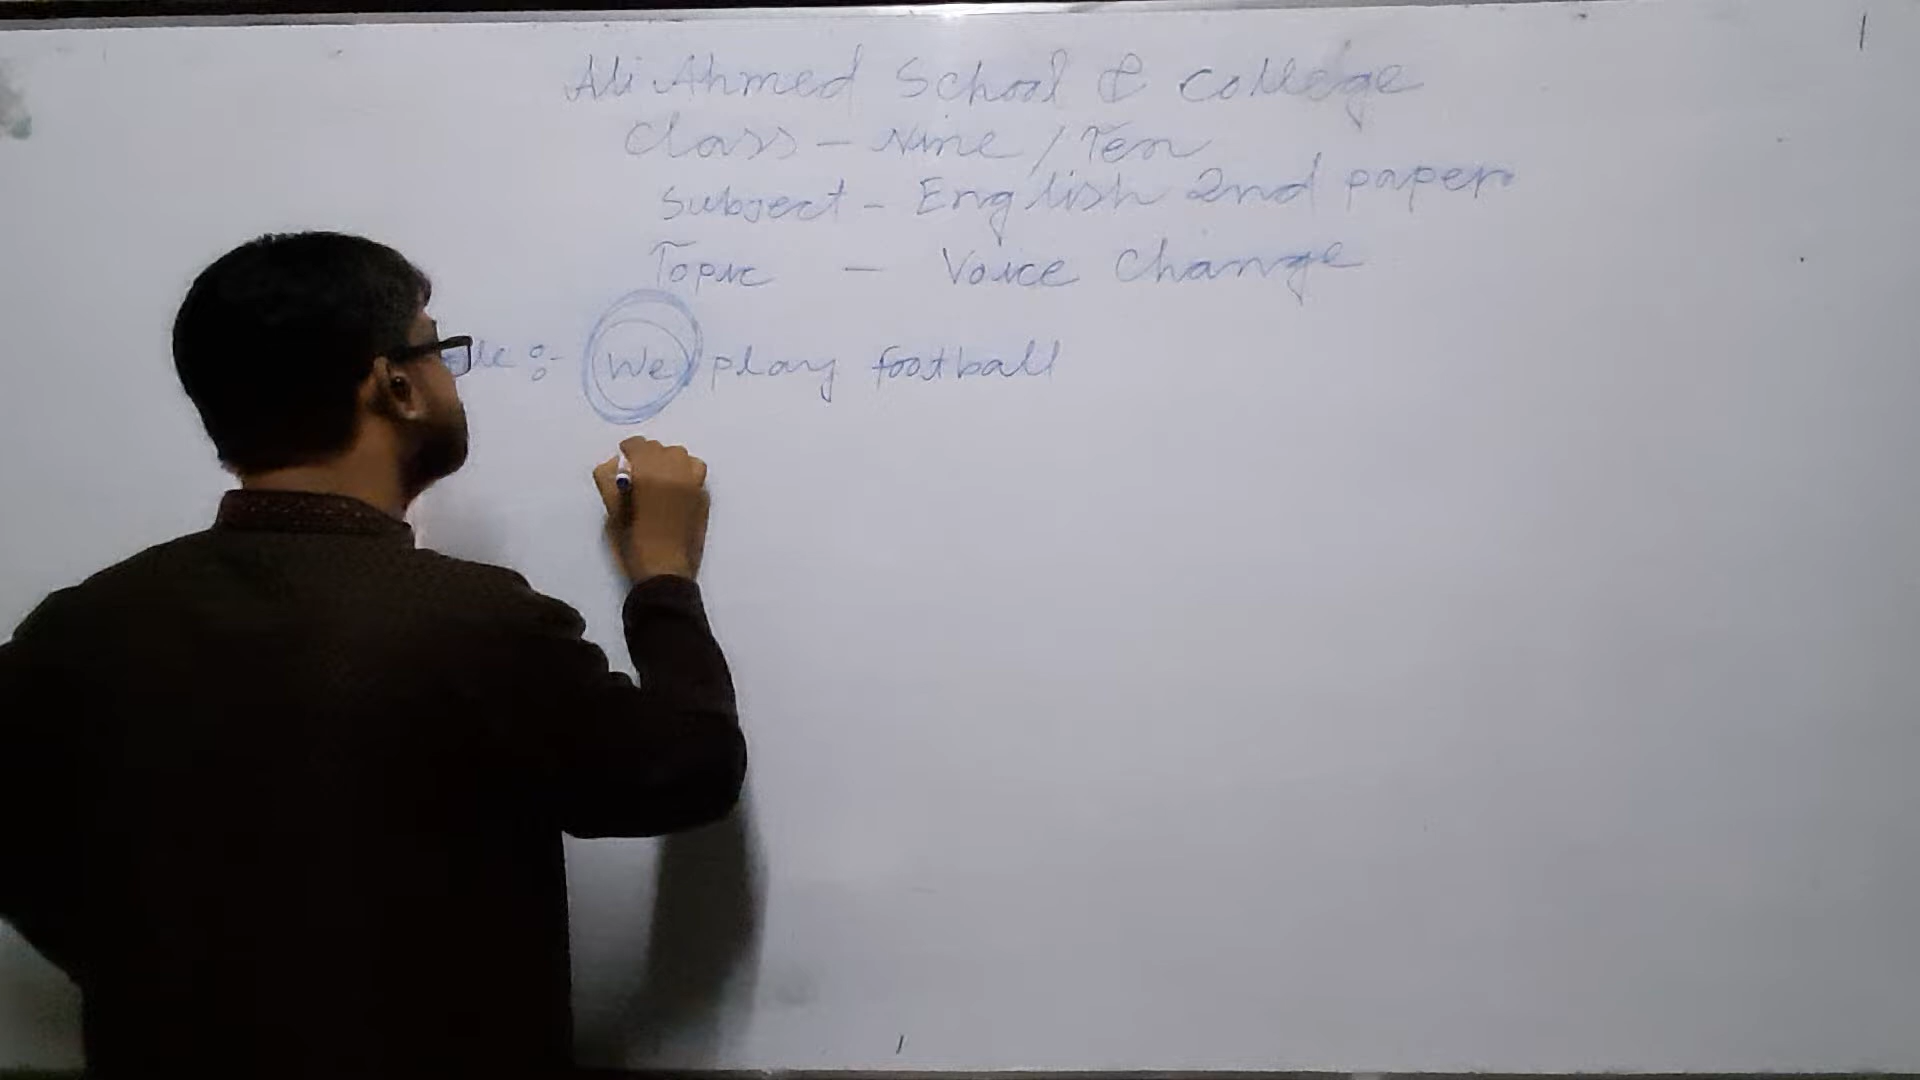 Ali Ahmed School & College
Class - Nine / Ten
Subject - English 2nd paper
Topic - Voice Change
We play football